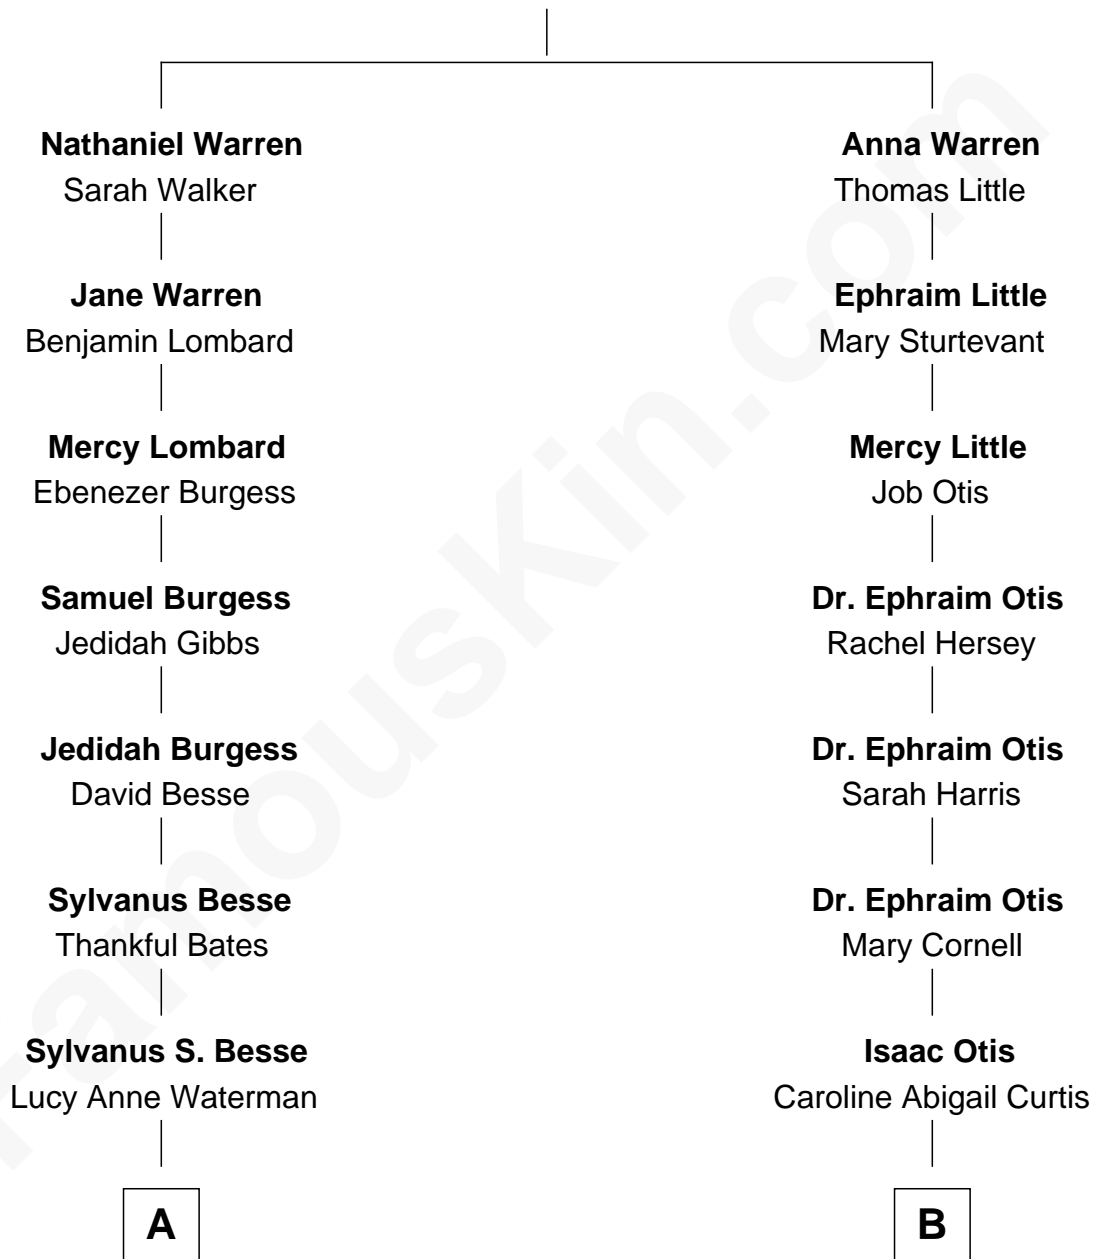 Nathaniel Warren
Sarah Walker
Jane Warren
Benjamin Lombard
Mercy Lombard
Ebenezer Burgess
Samuel Burgess
Jedidah Gibbs
Jedidah Burgess
David Besse
Sylvanus Besse
Thankful Bates
Sylvanus S. Besse
Lucy Anne Waterman
A
Anna Warren
Thomas Little
Ephraim Little
Mary Sturtevant
Mercy Little
Job Otis
Dr. Ephraim Otis
Rachel Hersey
Dr. Ephraim Otis
Sarah Harris
Dr. Ephraim Otis
Mary Cornell
Isaac Otis
Caroline Abigail Curtis
B
FamousKin.com